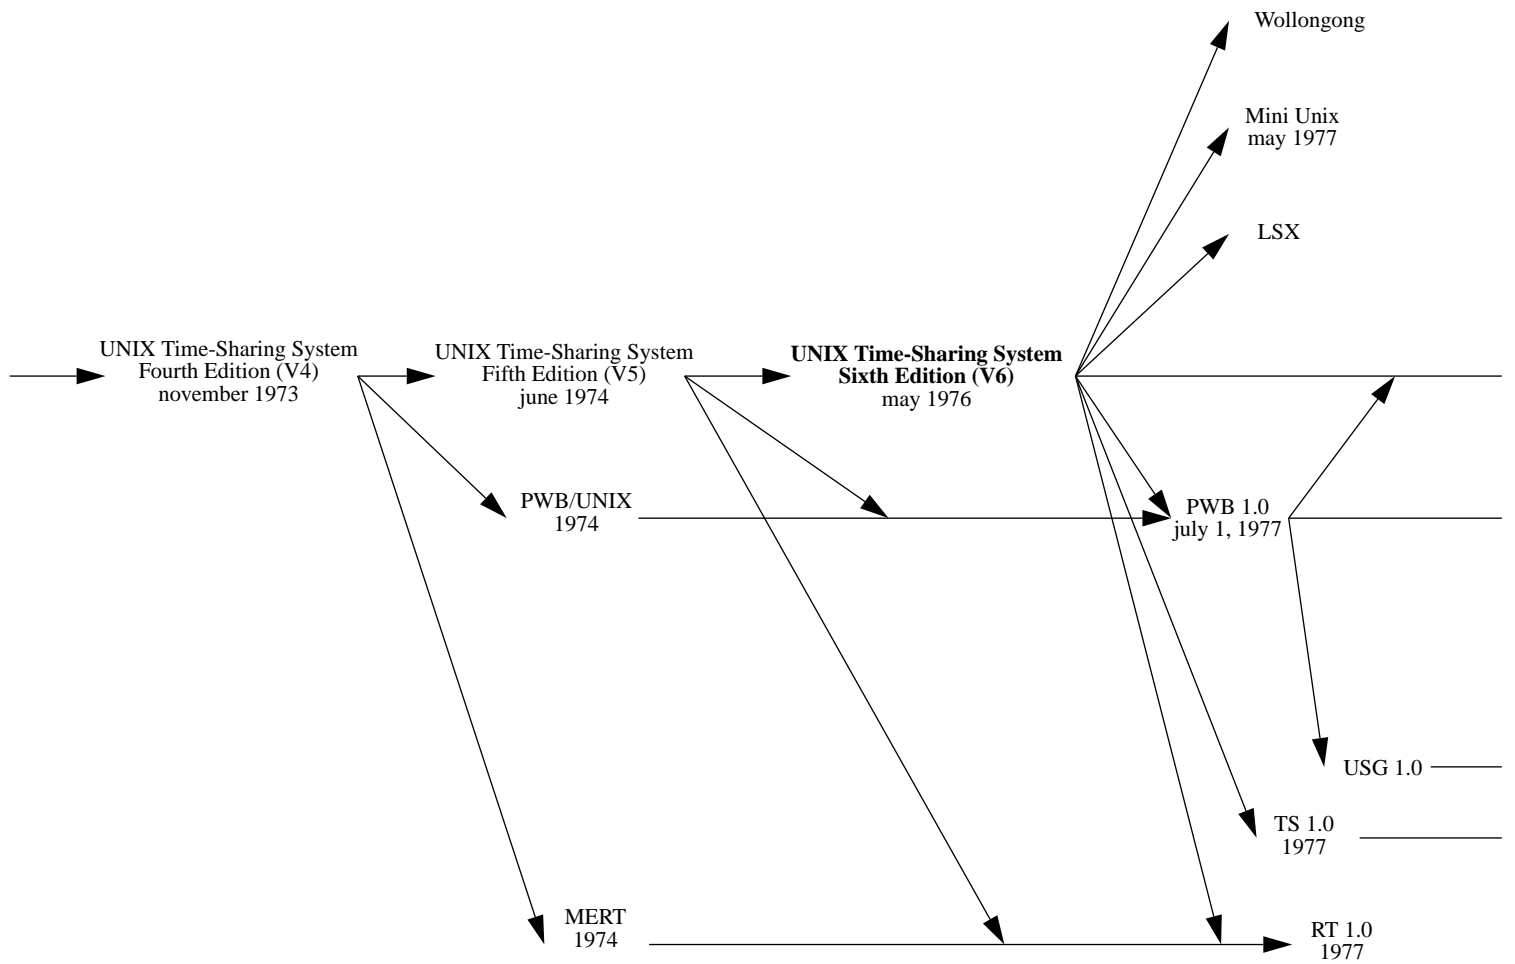 Wollongong
Mini Unix
may 1977
LSX
UNIX Time-Sharing System
Fourth Edition (V4)
november 1973
UNIX Time-Sharing System
Fifth Edition (V5)
june 1974
UNIX Time-Sharing System
Sixth Edition (V6)
may 1976
PWB/UNIX
1974
PWB 1.0
july 1, 1977
USG 1.0
TS 1.0
1977
MERT
1974
RT 1.0
1977